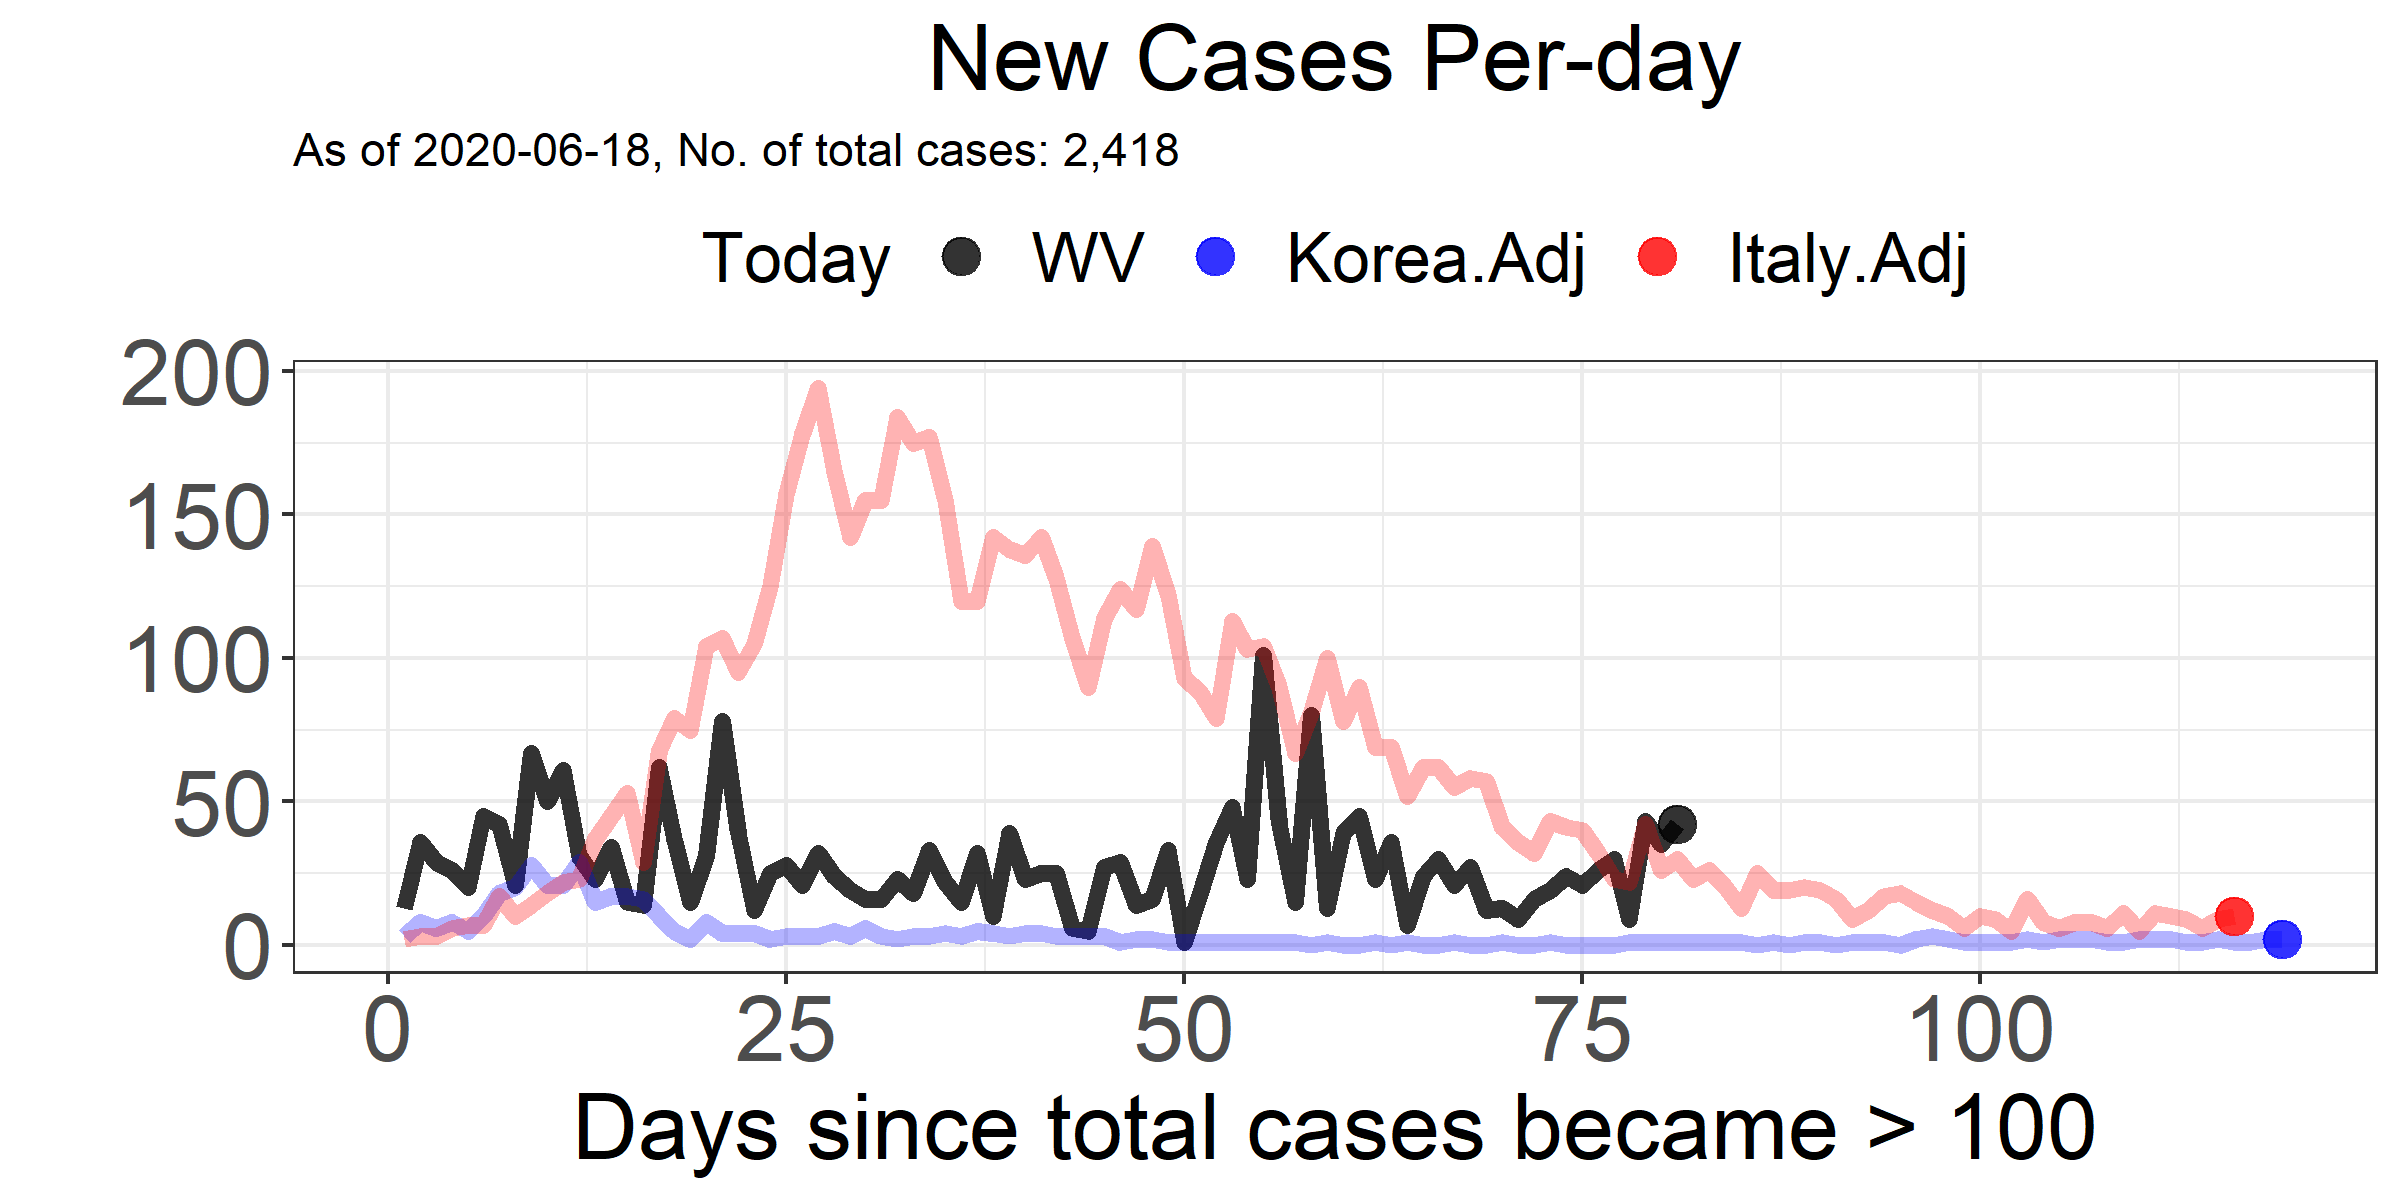 New Cases Per-day
As of 2020-06-18, No. of total cases: 2,418
Today WV Korea.Adj Italy.Adj
200
150
100
50
0
0 25 50 75 100
Days since total cases became > 100